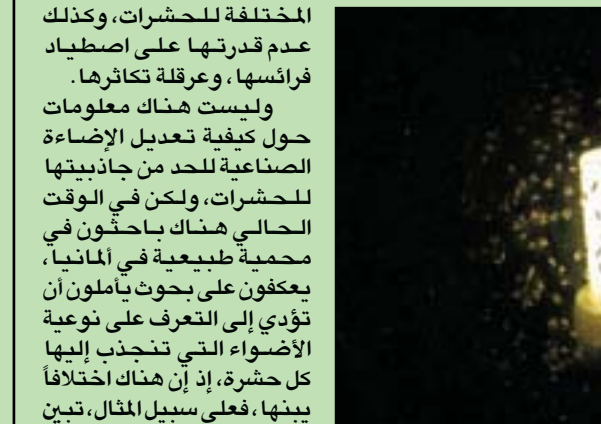 المختلفة للحشرات، وكذلك
عدم قدرتها على اصطياد
فرائسها، وعرقلة تكاثرها.
وليست هناك معلومات
حول كيفية تعديل الإضاءة
الصناعية للحد من جاذبيتها
للحشرات، ولكن في الوقت
الحالي هناك باحثون في
محمية طبيعية في ألمانيا،
يعكفون على بحوث يأملون أن
تؤدي إلى التعرف على نوعية
الأضواء التي تنجذب إليها
كل حشرة، إذ إن هناك اختلافاً
يبنها، فعلى سبيل المثال، تبين